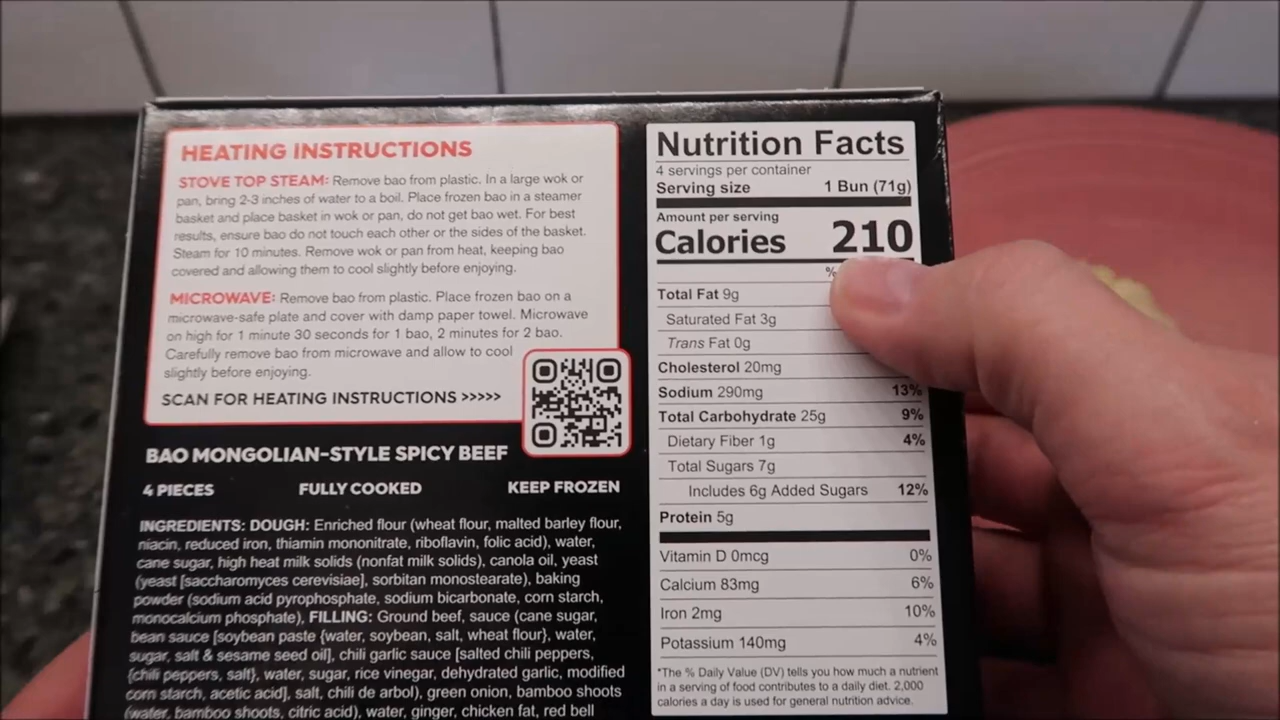 HEATING INSTRUCTIONS
STOVE TOP STEAM: Remove bao from plastic. In a large wok or
pan, bring 2-3 inches of water to a boil. Place frozen bao in a steamer
basket and place basket in wok or pan, do not get bao wet. For best
results, ensure bao do not touch each other or the sides of the basket.
Steam for 10 minutes. Remove wok or pan from heat, keeping bao
covered and allowing them to cool slightly before enjoying.
MICROWAVE: Remove bao from plastic. Place frozen bao on a
microwave-safe plate and cover with damp paper towel. Microwave
on high for 1 minute 30 seconds for 1 bao, 2 minutes for 2 bao.
Carefully remove bao from microwave and allow to cool
slightly before enjoying.
SCAN FOR HEATING INSTRUCTIONS >>>>>
BAO MONGOLIAN-STYLE SPICY BEEF
4 PIECES FULLY COOKED KEEP FROZEN
INGREDIENTS: DOUGH: Enriched flour (wheat flour, malted barley flour,
niacin, reduced iron, thiamin mononitrate, riboflavin, folic acid), water,
cane sugar, high heat milk solids (nonfat milk solids), canola oil, yeast
(yeast [saccharomyces cerevisiae], sorbitan monostearate), baking
powder (sodium acid pyrophosphate, sodium bicarbonate, corn starch,
monocalcium phosphate), FILLING: Ground beef, sauce (cane sugar,
bean sauce [soybean paste {water, soybean, salt, wheat flour}, water,
sugar, salt & sesame seed oil], chili garlic sauce [salted chili peppers,
{chili peppers, salt}, water, sugar, rice vinegar, dehydrated garlic, modified
corn starch, acetic acid], salt, chili de arbol), green onion, bamboo shoots
(water, bamboo shoots, citric acid), water, ginger, chicken fat, red bell
Nutrition Facts
4 servings per container
Serving size 1 Bun (71g)
Amount per serving
Calories 210
%
Total Fat 9g
Saturated Fat 3g
Trans Fat 0g
Cholesterol 20mg
Sodium 290mg 13%
Total Carbohydrate 25g 9%
Dietary Fiber 1g 4%
Total Sugars 7g
Includes 6g Added Sugars 12%
Protein 5g
Vitamin D 0mcg 0%
Calcium 83mg 6%
Iron 2mg 10%
Potassium 140mg 4%
*The % Daily Value (DV) tells you how much a nutrient
in a serving of food contributes to a daily diet. 2,000
calories a day is used for general nutrition advice.